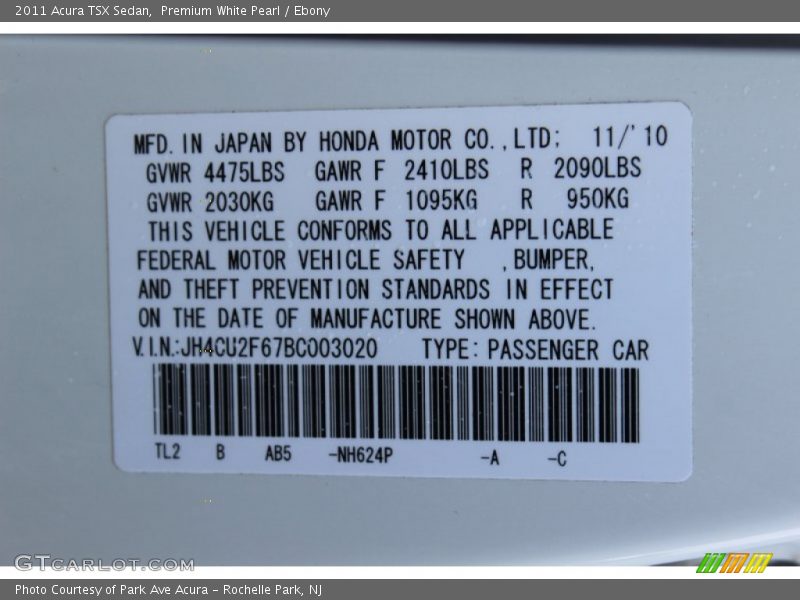 2011 Acura TSX Sedan,  Premium White Pearl / Ebony
MFD. IN JAPAN BY HONDA MOTOR CO.,LTD; 11/'10
GVWR 4475LBS GAWR F 2410LBS R 2090LBS
GVWR 2030KG GAWR F 1095KG R 950KG
THIS VEHICLE CONFORMS TO ALL APPLICABLE
FEDERAL MOTOR VEHICLE SAFETY ,BUMPER,
AND THEFT PREVENTION STANDARDS IN EFFECT
ON THE DATE OF MANUFACTURE SHOWN ABOVE.
V.I.N.:JH4CU2F67BC003020 TYPE: PASSENGER CAR
TL2 B AB5 -NH624P -A -C
GTCARLOT.COM
Photo Courtesy of Park Ave Acura – Rochelle Park, NJ